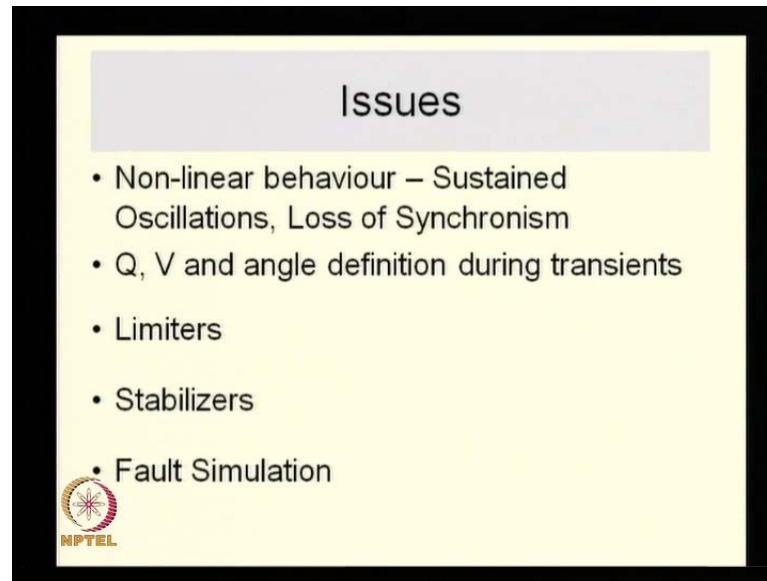 Issues
• Non-linear behaviour – Sustained
Oscillations, Loss of Synchronism
• Q, V and angle definition during transients
• Limiters
• Stabilizers
• Fault Simulation
NPTEL